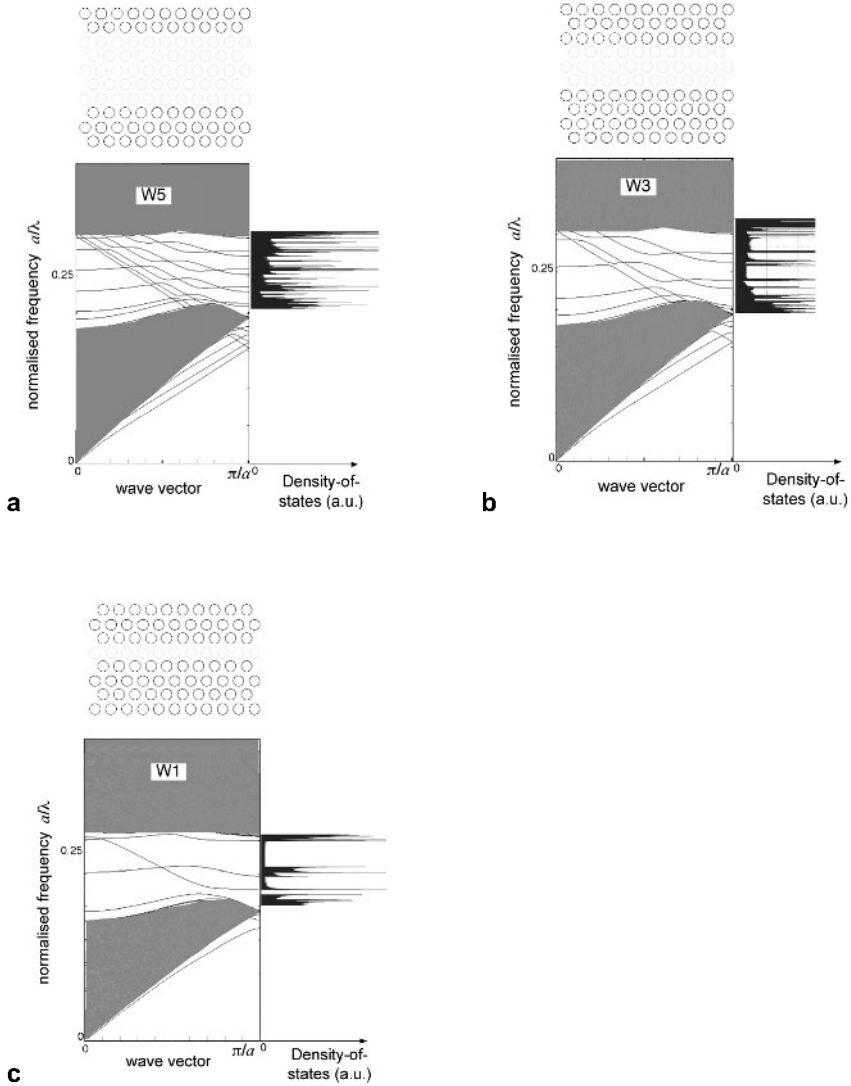 W5
normalised frequency a/λ
0.25
0
0
π/a
0
wave vector
Density-of-
states (a.u.)
a
W3
normalised frequency a/λ
0.25
0
0
π/a
0
wave vector
Density-of-
states (a.u.)
b
W1
normalised frequency a/λ
0.25
0
0
π/a
0
wave vector
Density-of-
states (a.u.)
c